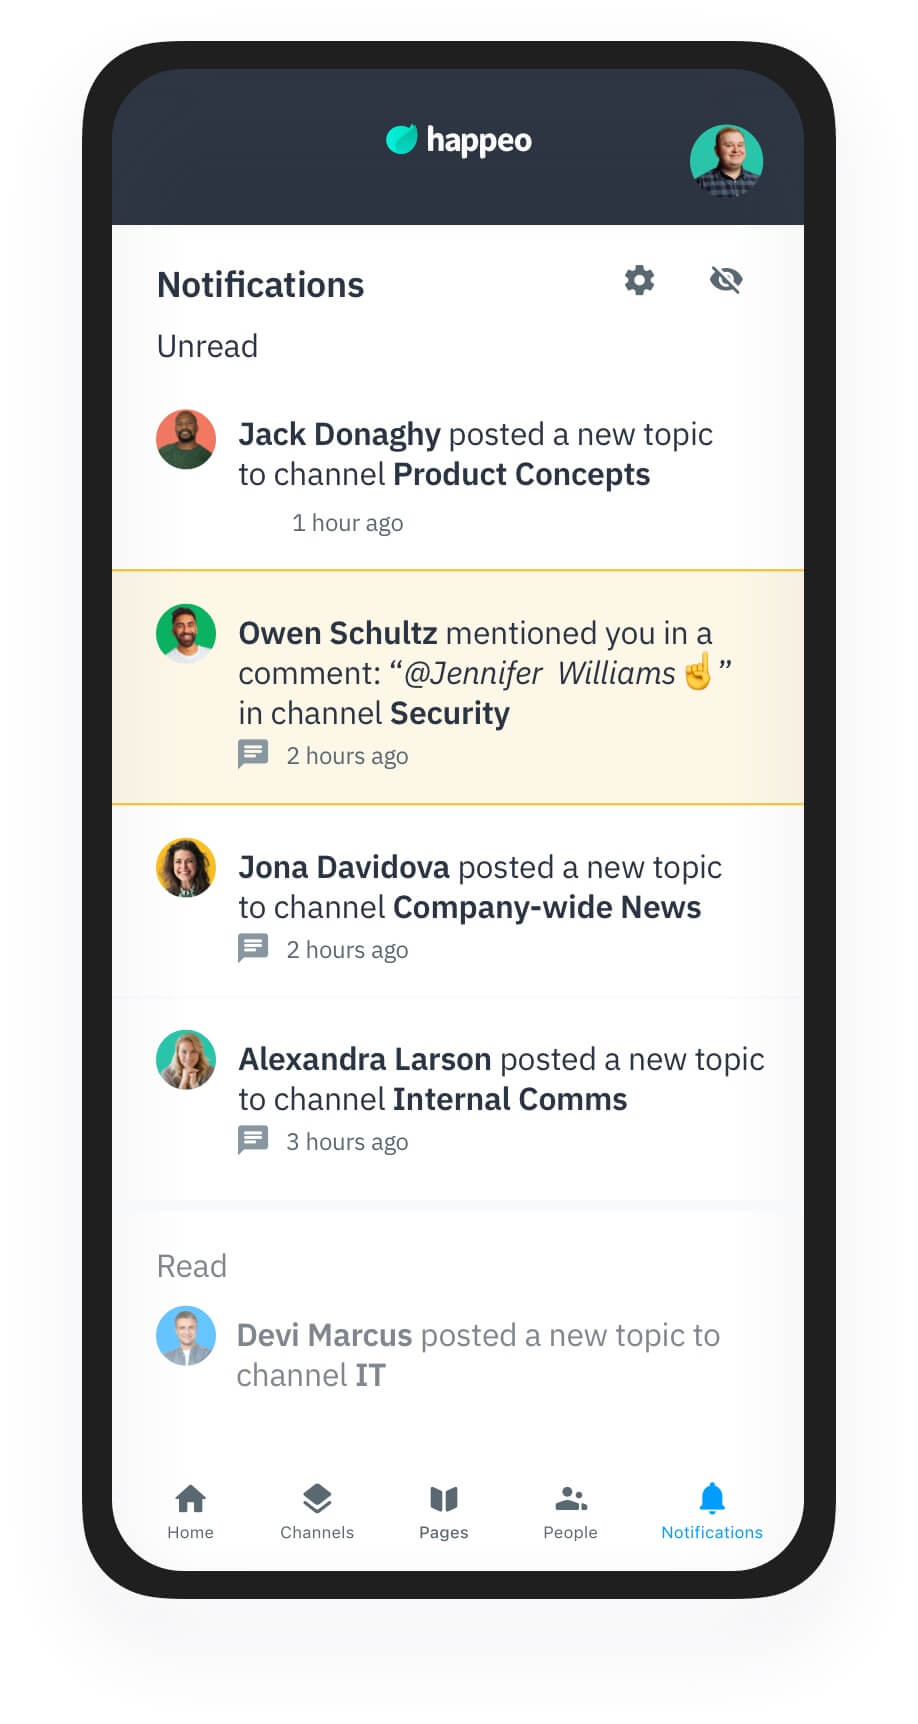 happeo
Notifications
Unread
Jack Donaghy posted a new topic
to channel Product Concepts
1 hour ago
Owen Schultz mentioned you in a
comment: “@Jennifer Williams☝️”
in channel Security
2 hours ago
Jona Davidova posted a new topic
to channel Company-wide News
2 hours ago
Alexandra Larson posted a new topic
to channel Internal Comms
3 hours ago
Read
Devi Marcus posted a new topic to
channel IT
Home Channels Pages People Notifications